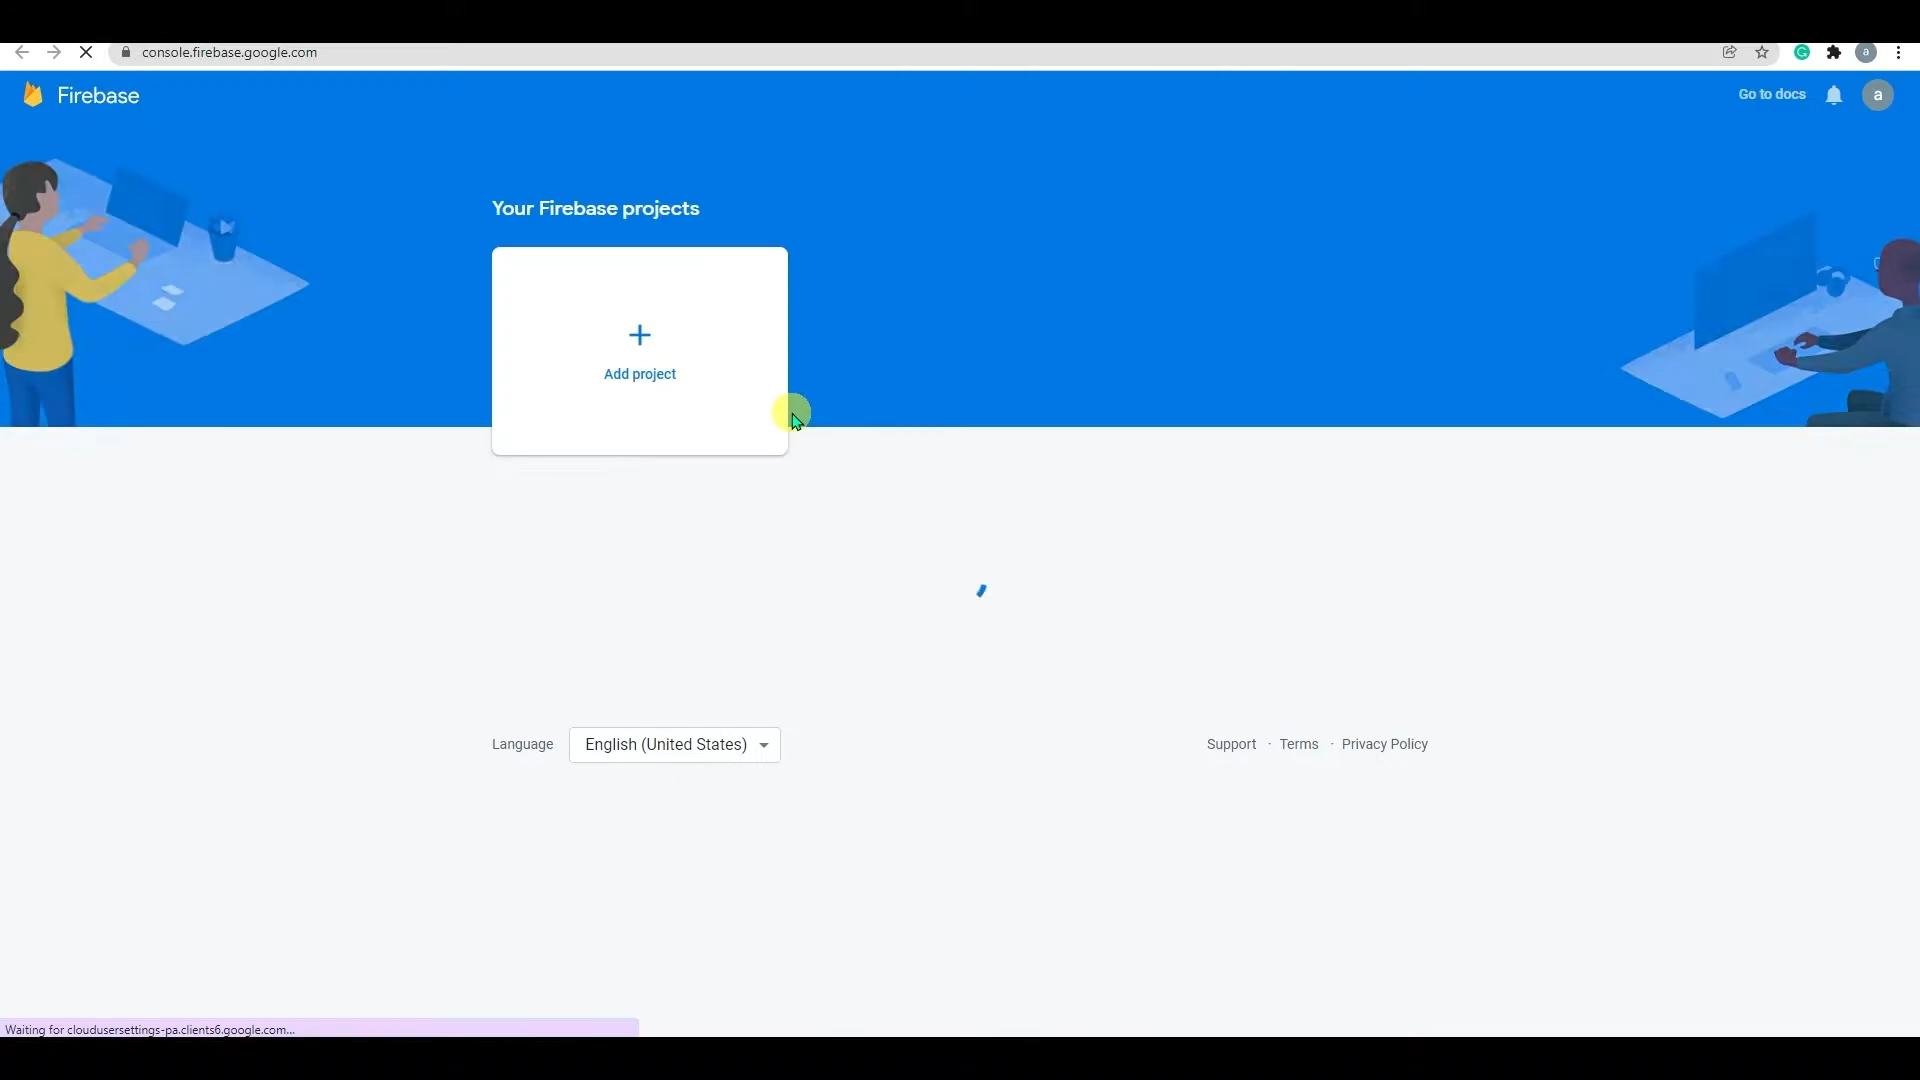 console.firebase.google.com
a
Firebase
Go to docs
a
Your Firebase projects
Add project
Language
English (United States)
Support · Terms · Privacy Policy
Waiting for cloudusersettings-pa.clients6.google.com...